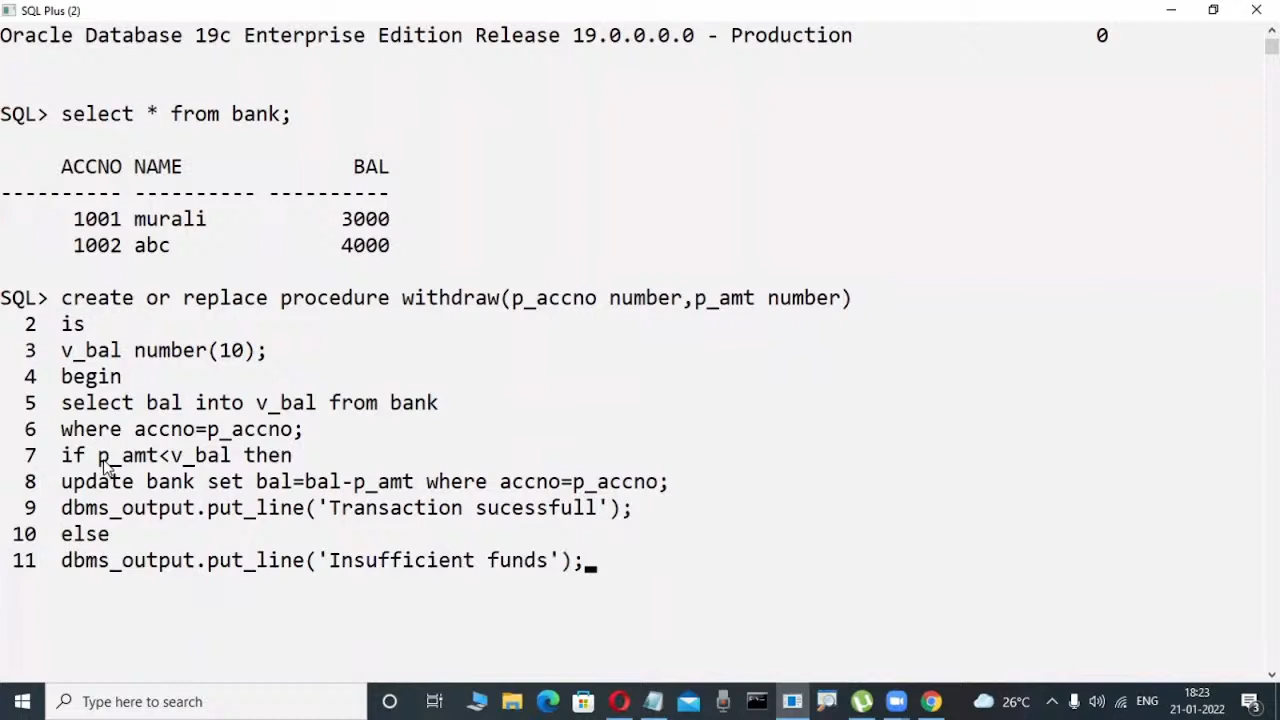 SQL Plus (2)
Oracle Database 19c Enterprise Edition Release 19.0.0.0.0 - Production 0
SQL> select * from bank;
ACCNO NAME BAL
---------- ---------- ----------
1001 murali 3000
1002 abc 4000
SQL> create or replace procedure withdraw(p_accno number,p_amt number)
2 is
3 v_bal number(10);
4 begin
5 select bal into v_bal from bank
6 where accno=p_accno;
7 if p_amt<v_bal then
8 update bank set bal=bal-p_amt where accno=p_accno;
9 dbms_output.put_line('Transaction sucessfull');
10 else
11 dbms_output.put_line('Insufficient funds');
Type here to search
26°C
ENG
18:23
21-01-2022
3